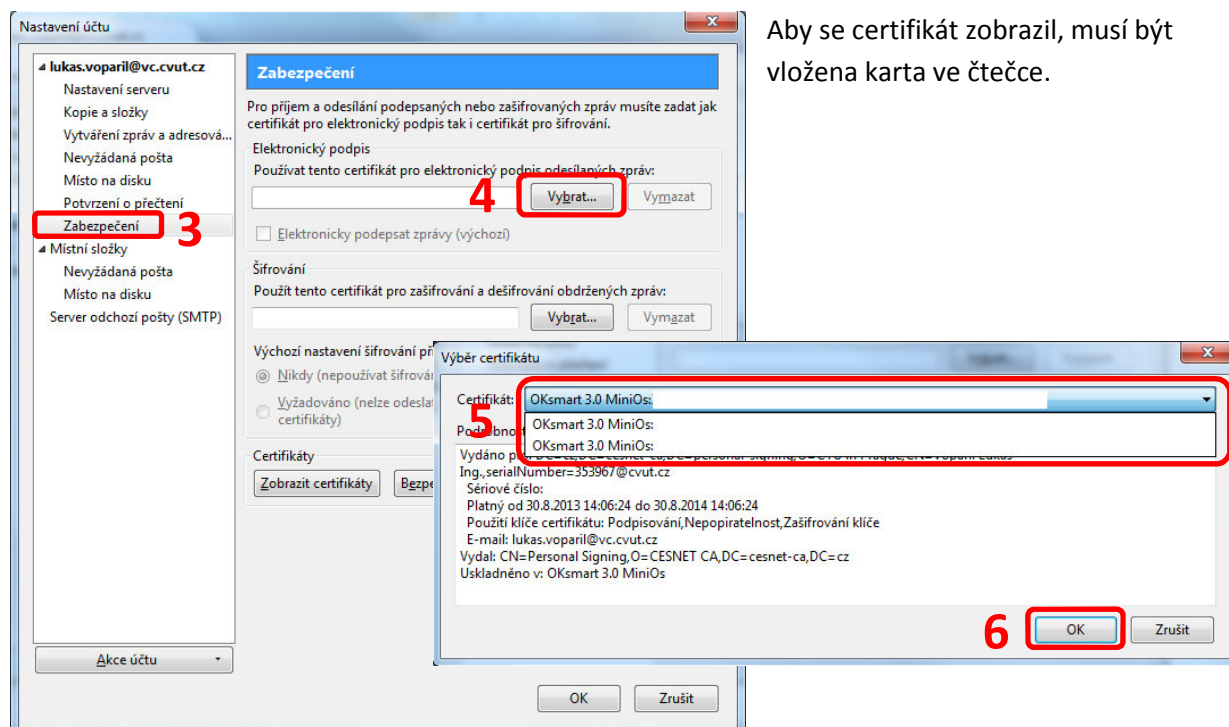 Nastavení účtu
Aby se certifikát zobrazil, musí být
vložena karta ve čtečce.
lukas.voparil@vc.cvut.cz
Nastavení serveru
Kopie a složky
Vytváření zpráv a adresová...
Nevyžádaná pošta
Místo na disku
Potvrzení o přečtení
Zabezpečení
3
Místní složky
Nevyžádaná pošta
Místo na disku
Server odchozí pošty (SMTP)
Akce účtu
Zabezpečení
Pro příjem a odesílání podepsaných nebo zašifrovaných zpráv musíte zadat jak
certifikát pro elektronický podpis tak i certifikát pro šifrování.
Elektronický podpis
Používat tento certifikát pro elektronický podpis odesílaných zpráv:
4 Vybrat... Vymazat
Elektronicky podepsat zprávy (výchozí)
Šifrování
Použít tento certifikát pro zašifrování a dešifrování obdržených zpráv:
Vybrat... Vymazat
Výchozí nastavení šifrování
Nikdy (nepoužívat
Vyžadováno (nelze
certifikáty)
Certifikáty
Zobrazit certifikáty
OK Zrušit
Výběr certifikátu
Certifikát: OKsmart 3.0 MiniOs:
5
OKsmart 3.0 MiniOs:
OKsmart 3.0 MiniOs:
Vydáno
Ing.,serialNumber=353967@cvut.cz
Sériové číslo:
Platný od 30.8.2013 14:06:24 do 30.8.2014 14:06:24
Použití klíče certifikátu: Podpisování,Nepopiratelnost,Zašifrování klíče
E-mail: lukas.voparil@vc.cvut.cz
Vydal: CN=Personal Signing,O=CESNET CA,DC=cesnet-ca,DC=cz
Uskladněno v: OKsmart 3.0 MiniOs
6 OK Zrušit